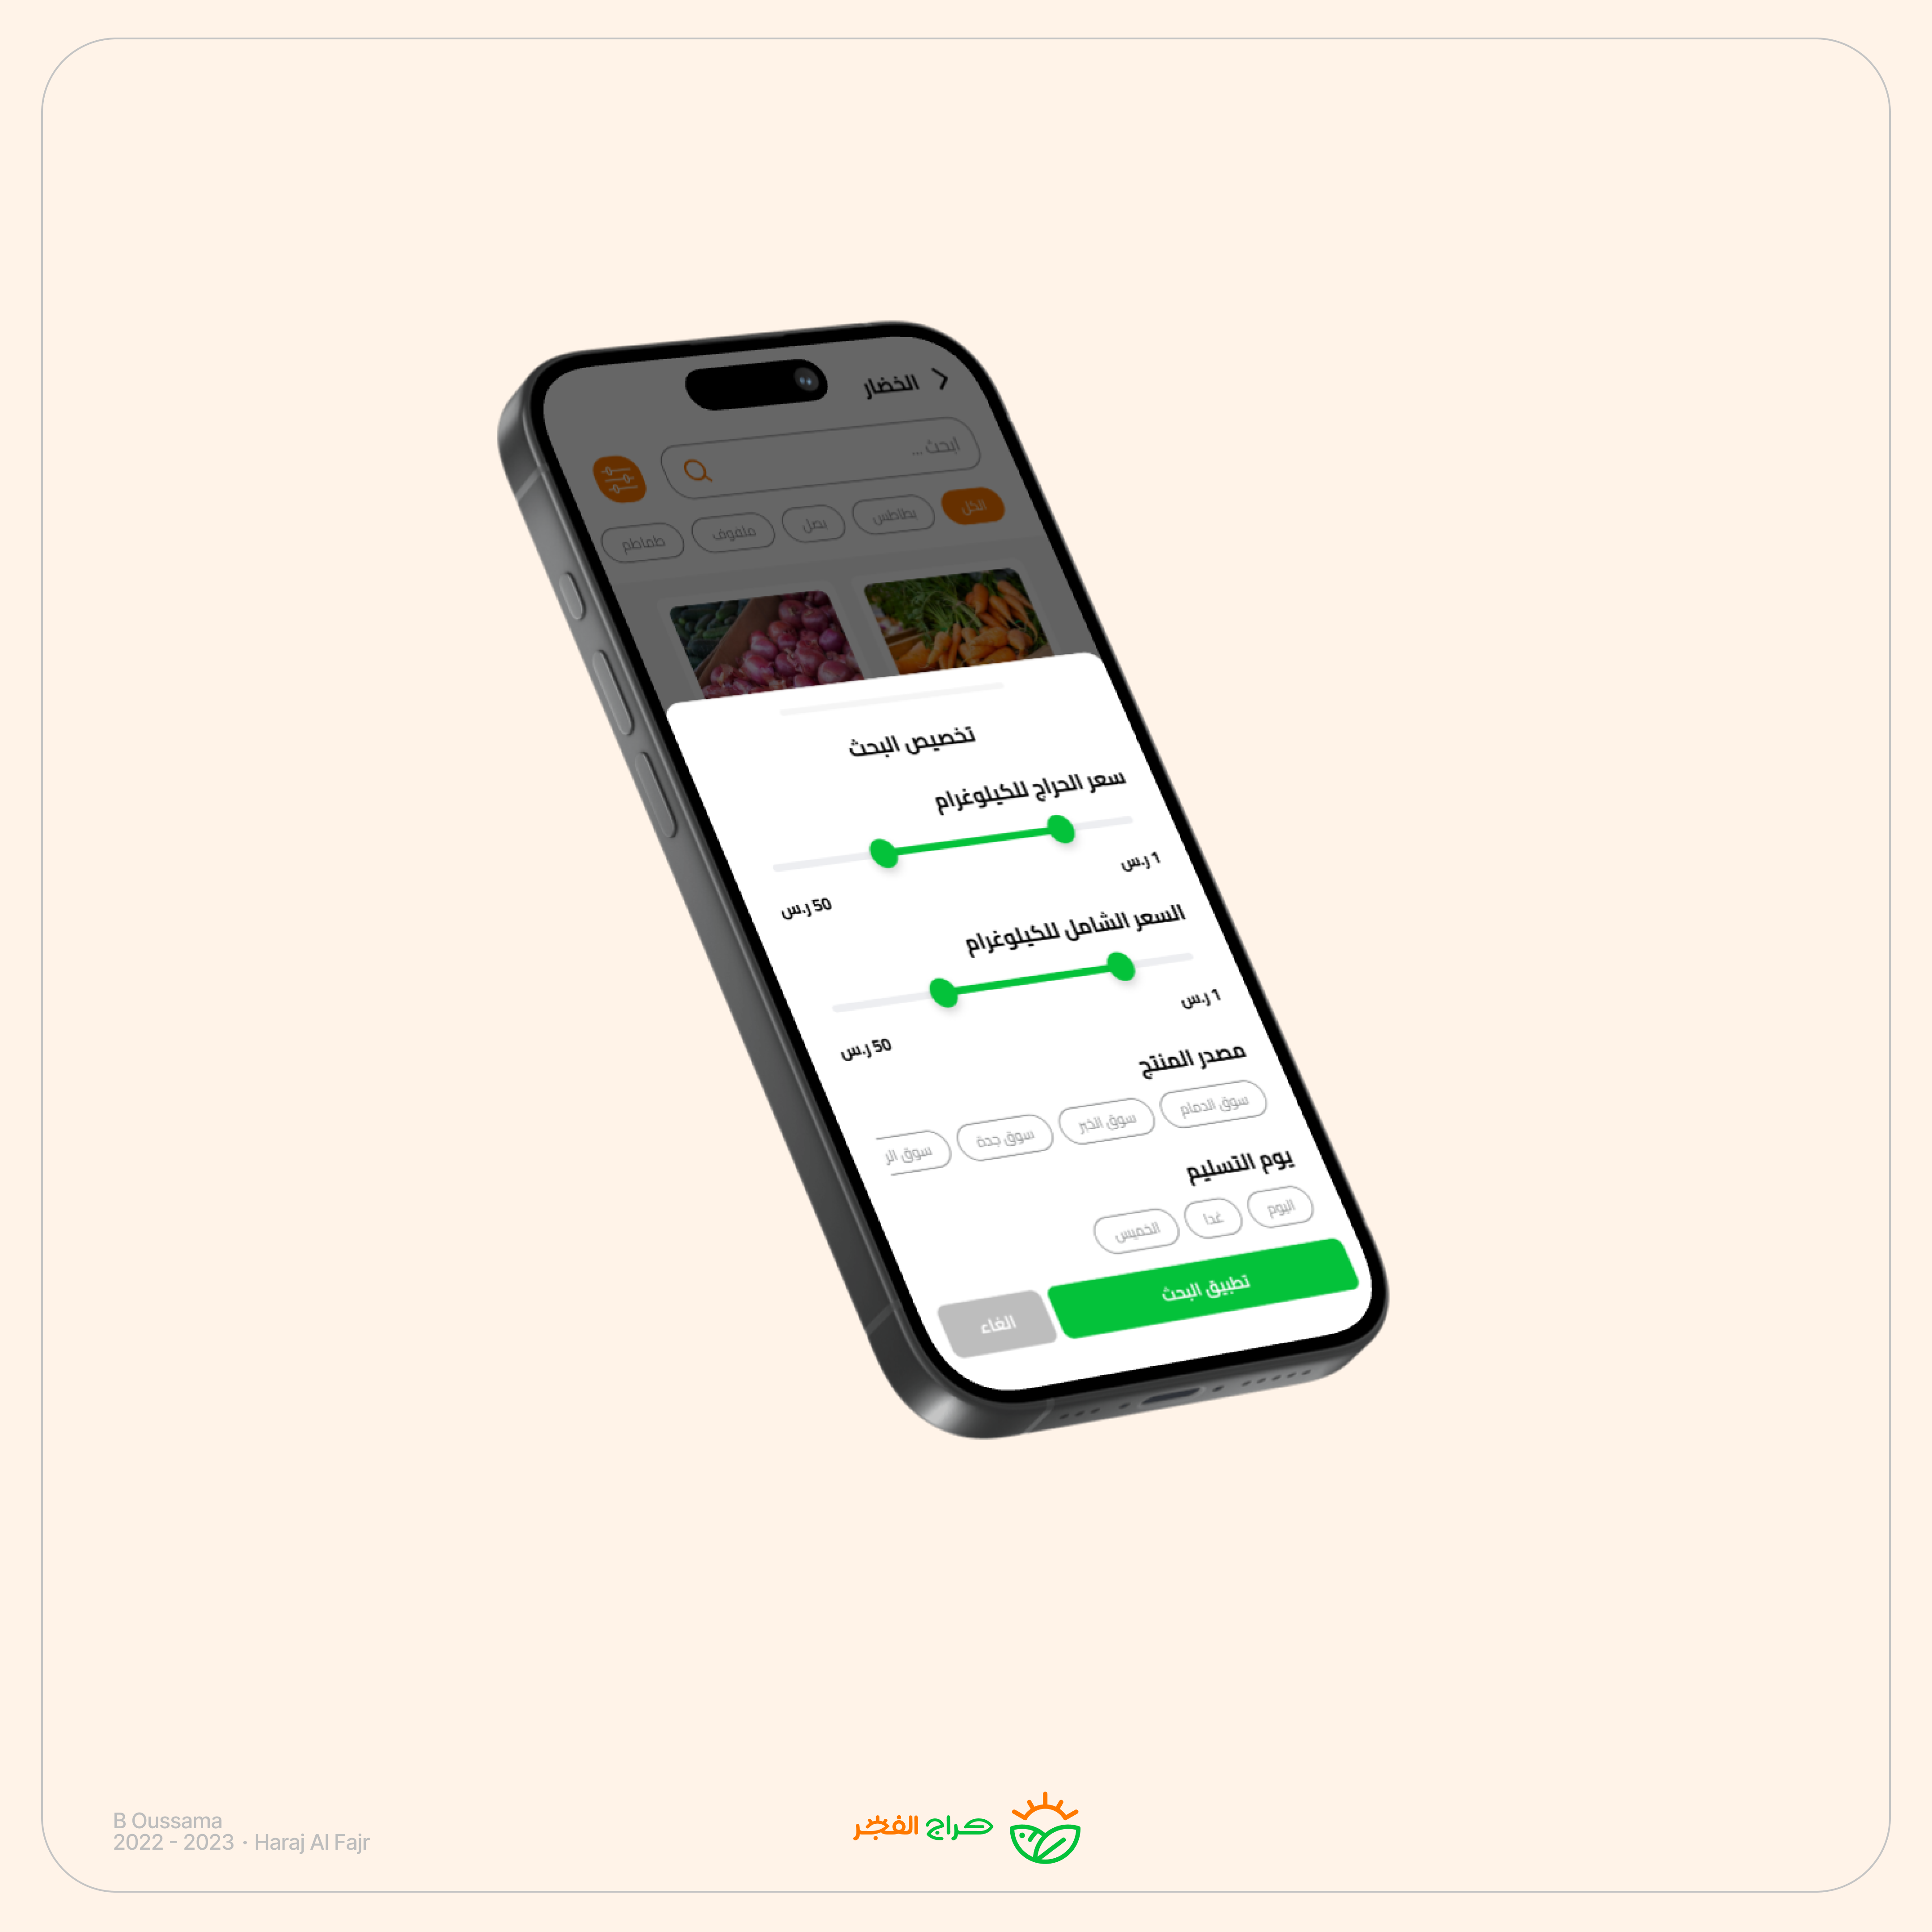 الخضار
ابحث ...
الكل بطاطس بصل ملفوف طماطم
تخصيص البحث
سعر الحراج للكيلوغرام
1 ر.س 50 ر.س
السعر الشامل للكيلوغرام
1 ر.س 50 ر.س
مصدر المنتج
سوق الدمام سوق الخبر سوق جدة سوق الر
يوم التسليم
اليوم غدا الخميس
تطبيق البحث الغاء
B Oussama
2022 - 2023 · Haraj Al Fajr
حراج الفجر